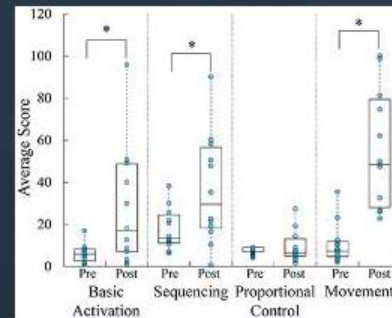 120
100
80
60
40
20
0
Average Score
*
*
*
Pre Post Pre Post Pre Post Pre Post
Basic Activation
Sequencing
Proportional Control
Movement